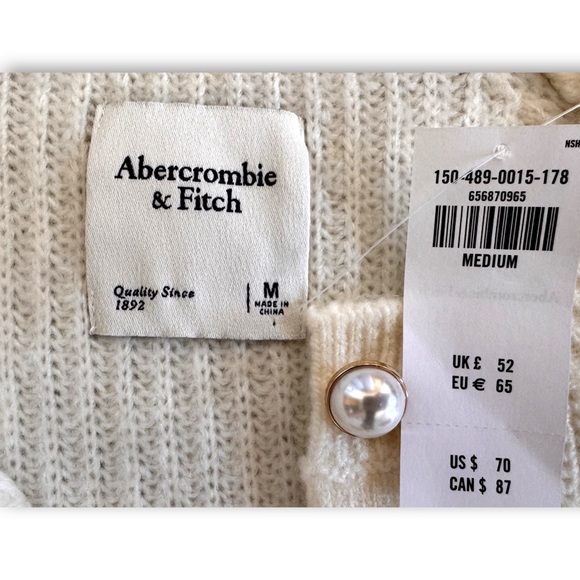 Abercrombie
& Fitch
Quality Since
1892
M
MADE IN
CHINA
NSH
150-489-0015-178
656870965
MEDIUM
UK £ 52
EU € 65
US $ 70
CAN $ 87